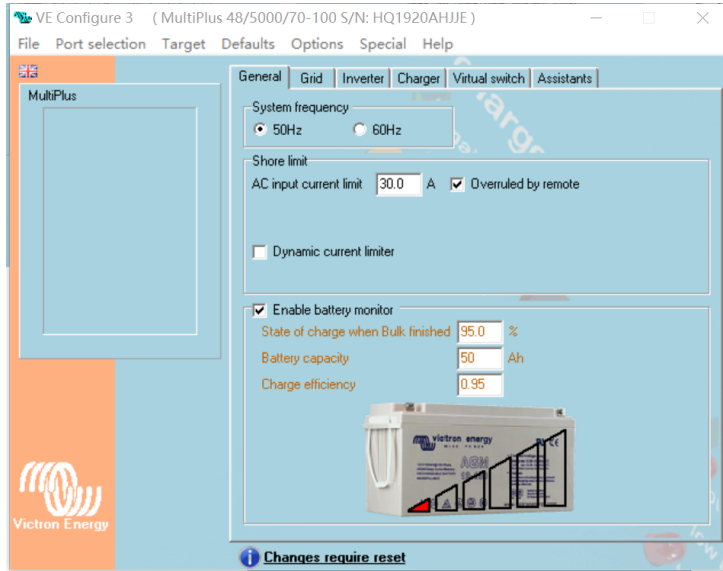 VE Configure 3 ( MultiPlus 48/5000/70-100 S/N: HQ1920AHJJE )
File Port selection Target Defaults Options Special Help
MultiPlus
General Grid Inverter Charger Virtual switch Assistants
System frequency
50Hz 60Hz
Shore limit
AC input current limit 30.0 A Overruled by remote
Dynamic current limiter
Enable battery monitor
State of charge when Bulk finished 95.0 %
Battery capacity 50 Ah
Charge efficiency 0.95
victron energy
BLUE POWER
AGM
Victron Energy
Changes require reset